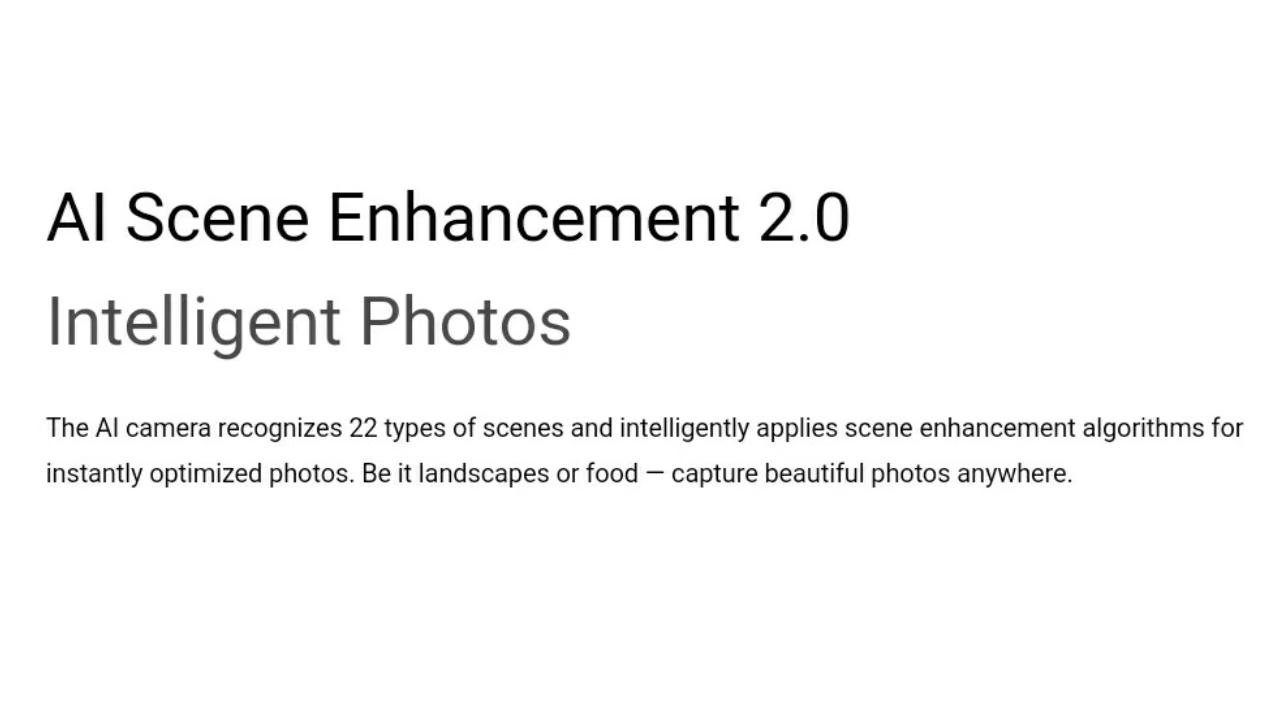 AI Scene Enhancement 2.0
Intelligent Photos
The AI camera recognizes 22 types of scenes and intelligently applies scene enhancement algorithms for
instantly optimized photos. Be it landscapes or food — capture beautiful photos anywhere.